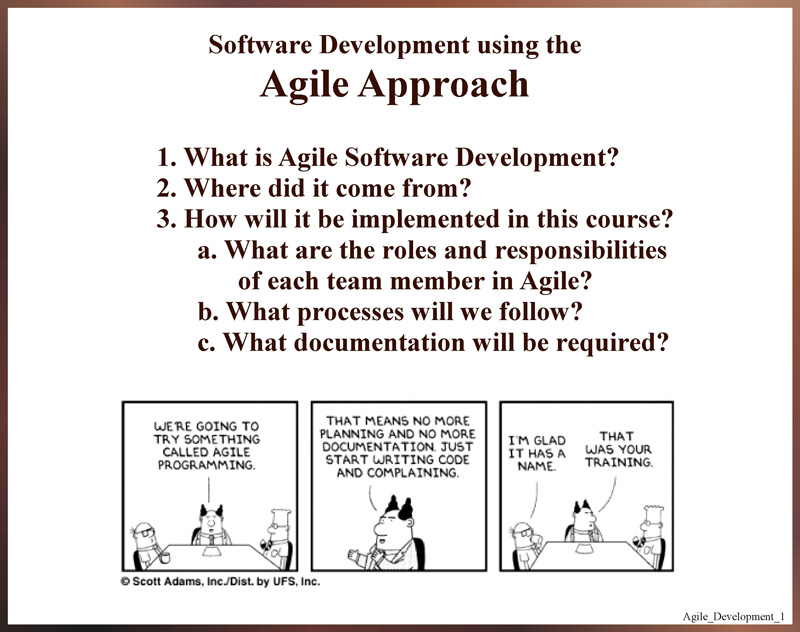 Software Development using the
Agile Approach
1. What is Agile Software Development?
2. Where did it come from?
3. How will it be implemented in this course?
a. What are the roles and responsibilities
of each team member in Agile?
b. What processes will we follow?
c. What documentation will be required?
WE'RE GOING TO
TRY SOMETHING
CALLED AGILE
PROGRAMMING.
THAT MEANS NO MORE
PLANNING AND NO MORE
DOCUMENTATION. JUST
START WRITING CODE
AND COMPLAINING.
I'M GLAD
IT HAS A
NAME.
THAT
WAS YOUR
TRAINING.
© Scott Adams, Inc./Dist. by UFS, Inc.
Agile_Development_1